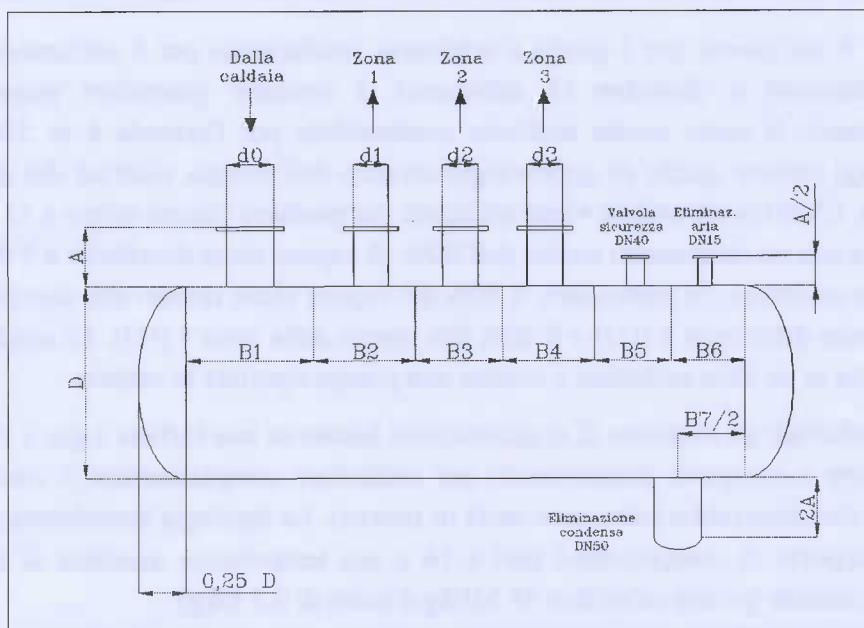 Dalla
caldaia
Zona
1
Zona
2
Zona
3
d0
d1
d2
d3
Valvola
sicurezza
DN40
Eliminaz.
aria
DN15
A/2
A
D
B1
B2
B3
B4
B5
B6
B7/2
2A
Eliminazione
condensa
DN50
0,25 D